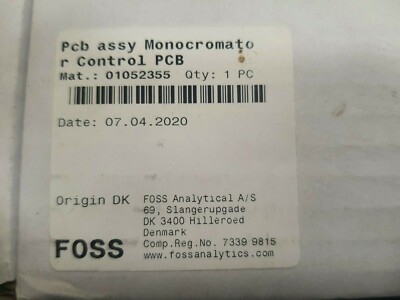 Pcb assy Monocromato
r Control PCB
Mat.: 01052355 Qty: 1 PC
Date: 07.04.2020
Origin DK
FOSS Analytical A/S
69, Slangerupgade
DK 3400 Hilleroed
Denmark
Comp.Reg.No. 7339 9815
www.fossanalytics.com
FOSS